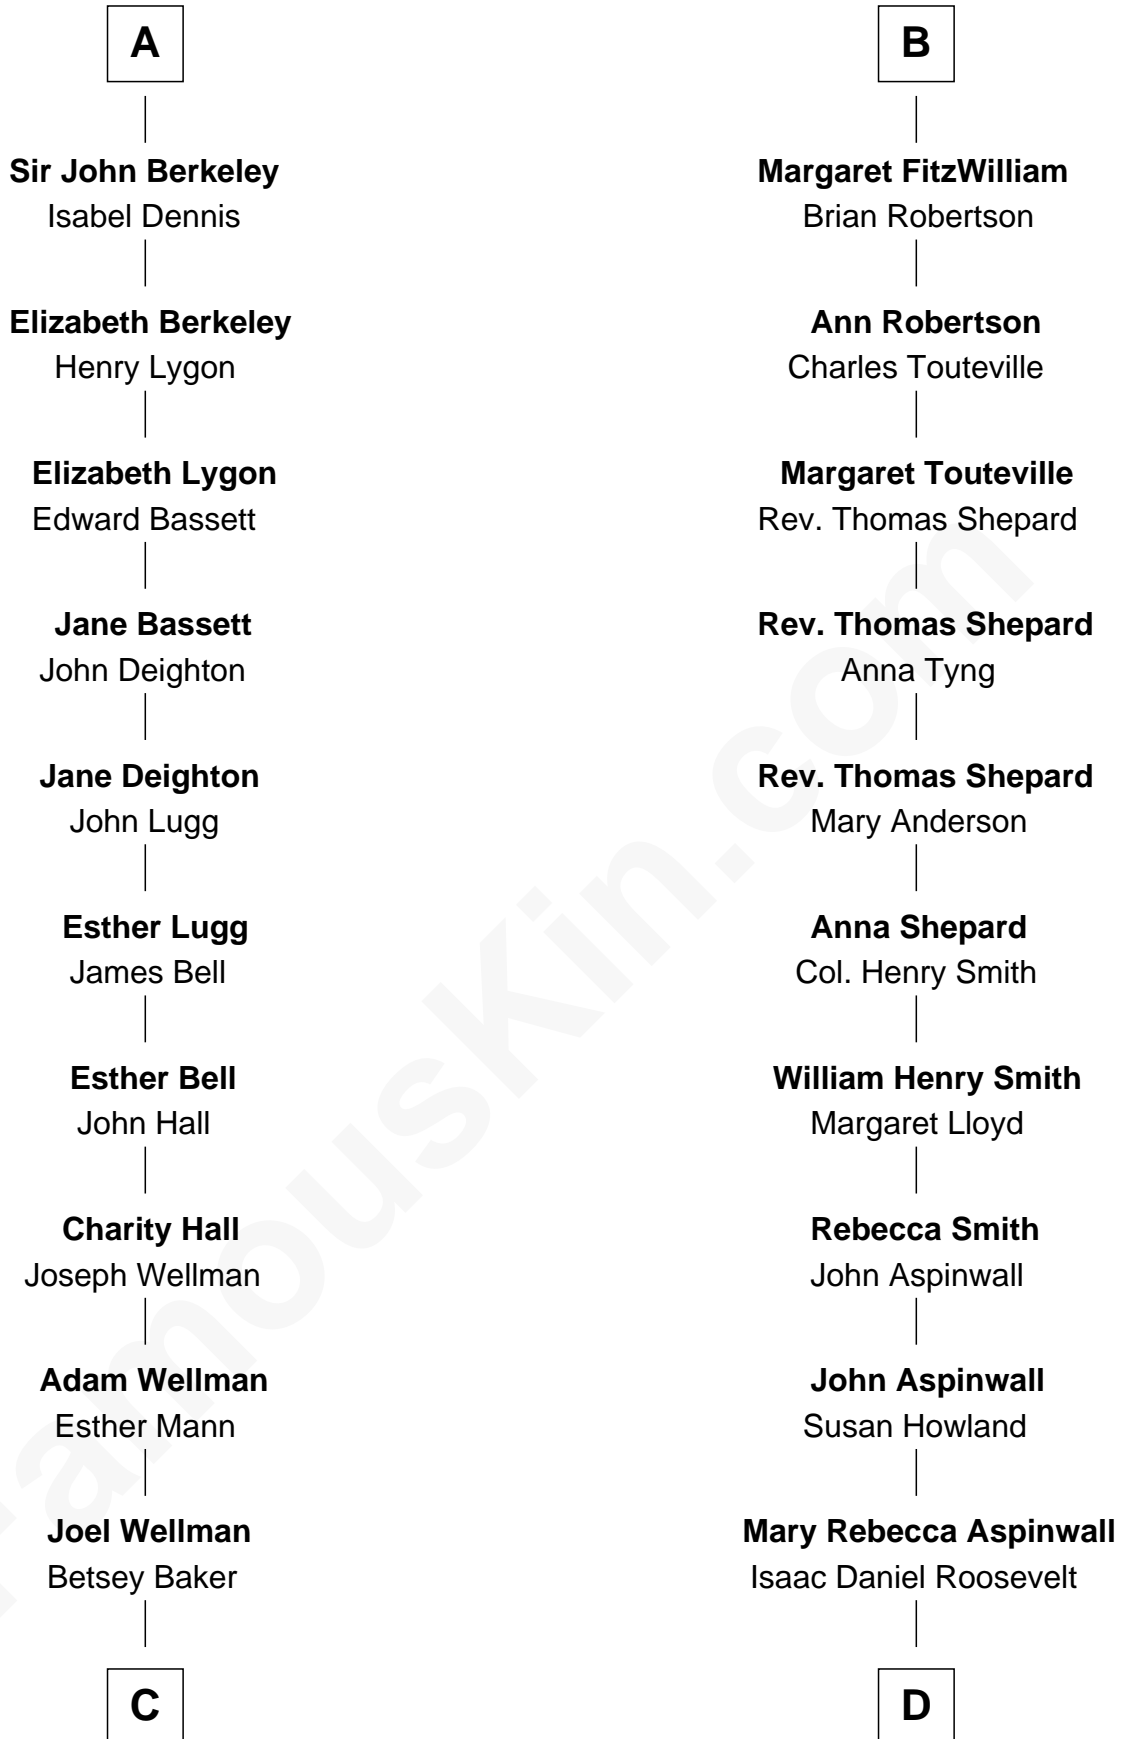 A
Sir John Berkeley
Isabel Dennis
Elizabeth Berkeley
Henry Lygon
Elizabeth Lygon
Edward Bassett
Jane Bassett
John Deighton
Jane Deighton
John Lugg
Esther Lugg
James Bell
Esther Bell
John Hall
Charity Hall
Joseph Wellman
Adam Wellman
Esther Mann
Joel Wellman
Betsey Baker
C
B
Margaret FitzWilliam
Brian Robertson
Ann Robertson
Charles Touteville
Margaret Touteville
Rev. Thomas Shepard
Rev. Thomas Shepard
Anna Tyng
Rev. Thomas Shepard
Mary Anderson
Anna Shepard
Col. Henry Smith
William Henry Smith
Margaret Lloyd
Rebecca Smith
John Aspinwall
John Aspinwall
Susan Howland
Mary Rebecca Aspinwall
Isaac Daniel Roosevelt
D
FamousKin.com